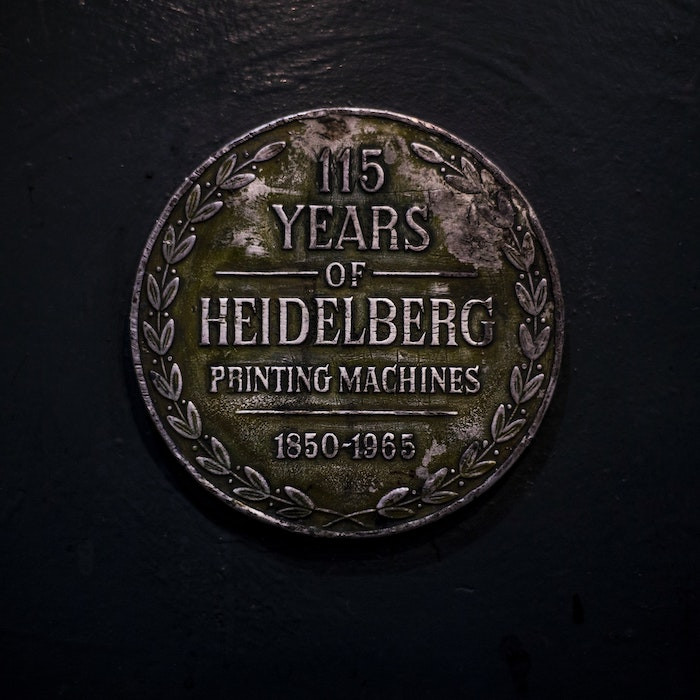 115
YEARS
OF
HEIDELBERG
PRINTING MACHINES
1850-1965